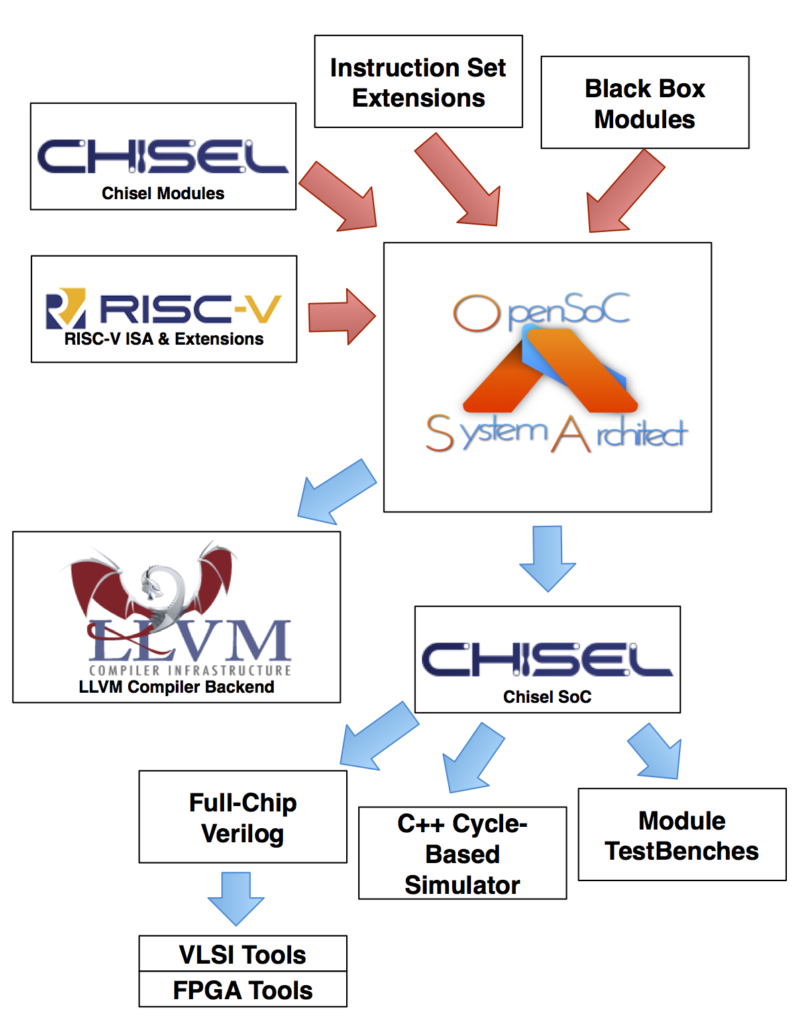 Instruction Set
Extensions
Black Box
Modules
CHISEL
Chisel Modules
RISC-V
RISC-V ISA & Extensions
OpenSoC
System Architect
LLVM
COMPILER INFRASTRUCTURE
LLVM Compiler Backend
CHISEL
Chisel SoC
Full-Chip
Verilog
C++ Cycle-
Based
Simulator
Module
TestBenches
VLSI Tools
FPGA Tools